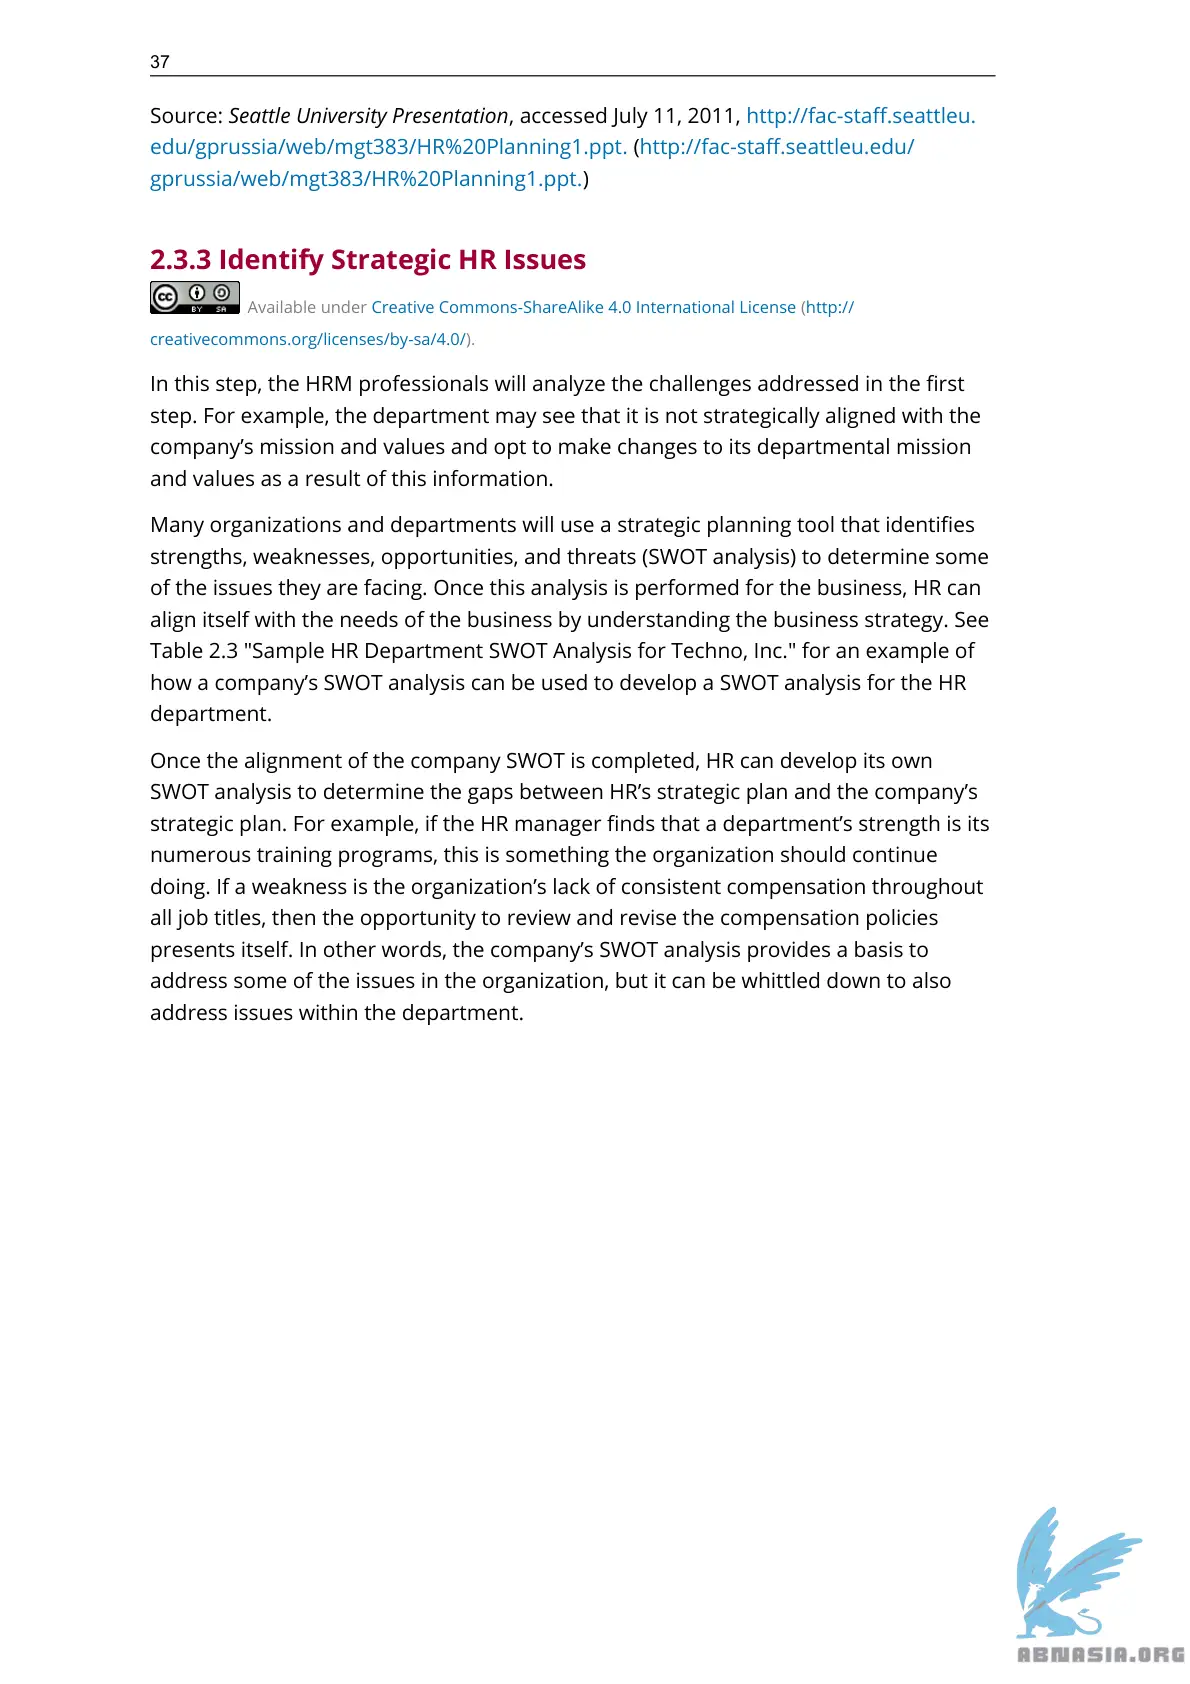 37
Source: Seattle University Presentation, accessed July 11, 2011, http://fac-staff.seattleu.
edu/gprussia/web/mgt383/HR%20Planning1.ppt. (http://fac-staff.seattleu.edu/
gprussia/web/mgt383/HR%20Planning1.ppt.)
2.3.3 Identify Strategic HR Issues
cc BY SA Available under Creative Commons-ShareAlike 4.0 International License (http://
creativecommons.org/licenses/by-sa/4.0/).
In this step, the HRM professionals will analyze the challenges addressed in the first
step. For example, the department may see that it is not strategically aligned with the
company’s mission and values and opt to make changes to its departmental mission
and values as a result of this information.
Many organizations and departments will use a strategic planning tool that identifies
strengths, weaknesses, opportunities, and threats (SWOT analysis) to determine some
of the issues they are facing. Once this analysis is performed for the business, HR can
align itself with the needs of the business by understanding the business strategy. See
Table 2.3 "Sample HR Department SWOT Analysis for Techno, Inc." for an example of
how a company’s SWOT analysis can be used to develop a SWOT analysis for the HR
department.
Once the alignment of the company SWOT is completed, HR can develop its own
SWOT analysis to determine the gaps between HR’s strategic plan and the company’s
strategic plan. For example, if the HR manager finds that a department’s strength is its
numerous training programs, this is something the organization should continue
doing. If a weakness is the organization’s lack of consistent compensation throughout
all job titles, then the opportunity to review and revise the compensation policies
presents itself. In other words, the company’s SWOT analysis provides a basis to
address some of the issues in the organization, but it can be whittled down to also
address issues within the department.
ABNASIA.ORG